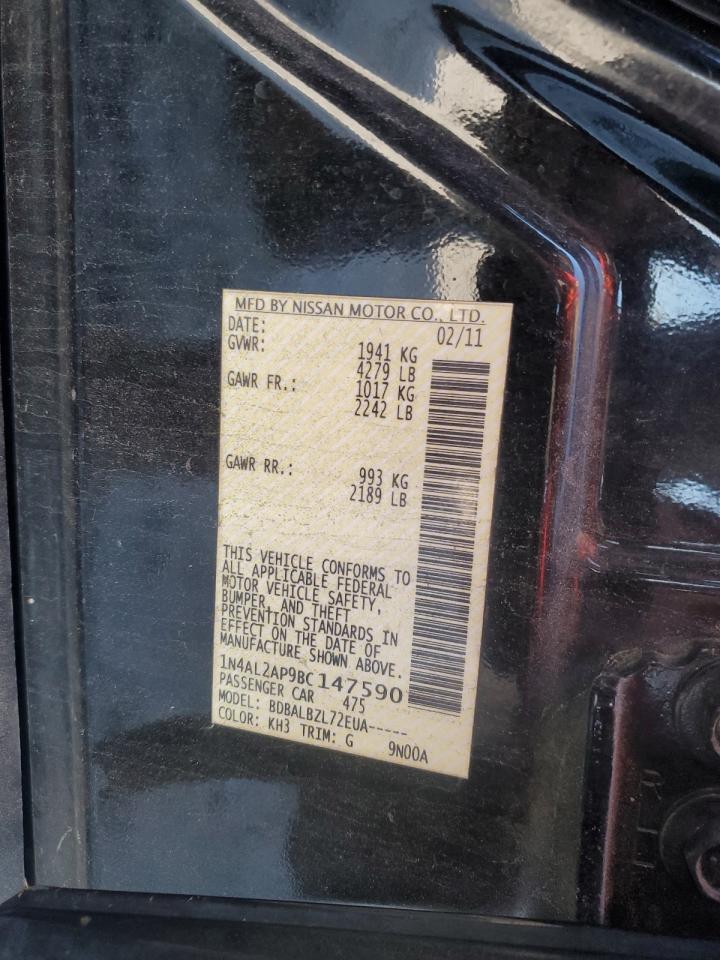 MFD BY NISSAN MOTOR CO., LTD.
DATE: 02/11
GVWR: 1941 KG
4279 LB
GAWR FR.: 1017 KG
2242 LB
GAWR RR.: 993 KG
2189 LB
THIS VEHICLE CONFORMS TO
ALL APPLICABLE FEDERAL
MOTOR VEHICLE SAFETY,
BUMPER, AND THEFT
PREVENTION STANDARDS IN
EFFECT ON THE DATE OF
MANUFACTURE SHOWN ABOVE.
1N4AL2AP9BC147590
PASSENGER CAR 475
MODEL: BDBALBZL72EUA-----
COLOR: KH3 TRIM: G 9N00A